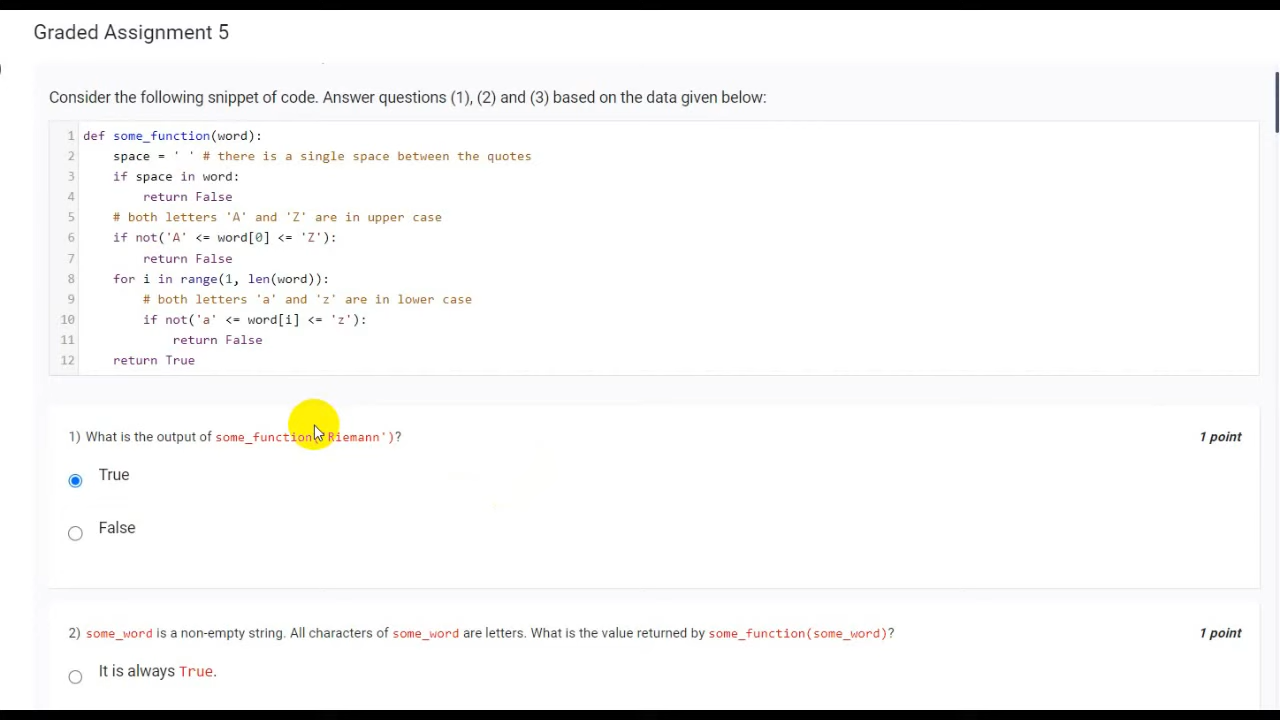 Graded Assignment 5
Consider the following snippet of code. Answer questions (1), (2) and (3) based on the data given below:
1 def some_function(word):
2     space = ' ' # there is a single space between the quotes
3     if space in word:
4         return False
5     # both letters 'A' and 'Z' are in upper case
6     if not('A' <= word[0] <= 'Z'):
7         return False
8     for i in range(1, len(word)):
9         # both letters 'a' and 'z' are in lower case
10         if not('a' <= word[i] <= 'z'):
11             return False
12     return True
1) What is the output of some_function('Riemann')? 1 point
True
False
2) some_word is a non-empty string. All characters of some_word are letters. What is the value returned by some_function(some_word)? 1 point
It is always True.